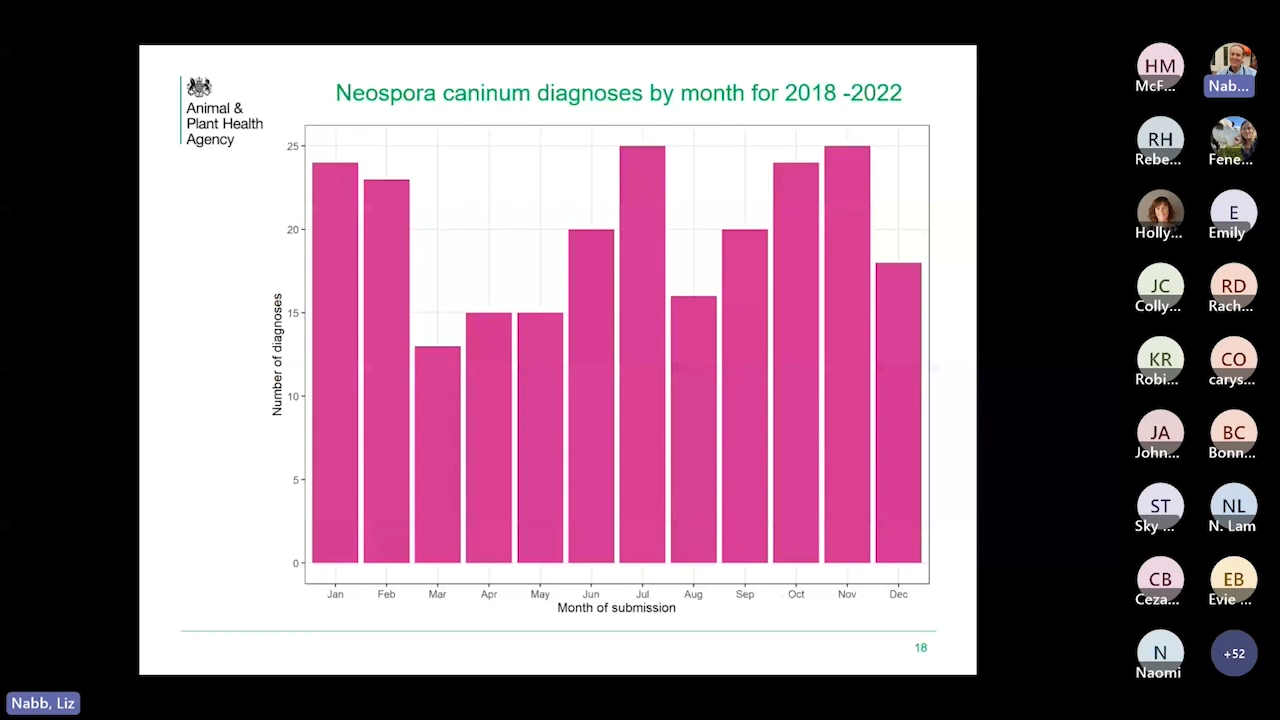 Animal &
Plant Health
Agency
Neospora caninum diagnoses by month for 2018 -2022
Number of diagnoses
25
20
15
10
5
0
Jan Feb Mar Apr May Jun Jul Aug Sep Oct Nov Dec
Month of submission
18
Nabb, Liz
HM
McF...
Nab...
RH
Rebe...
Fene...
Holly...
E
Emily
JC
Colly...
RD
Rach...
KR
Robi...
CO
carys...
JA
John...
BC
Bonn...
ST
Sky ...
NL
N. Lam
CB
Ceza...
EB
Evie ...
N
Naomi
+52